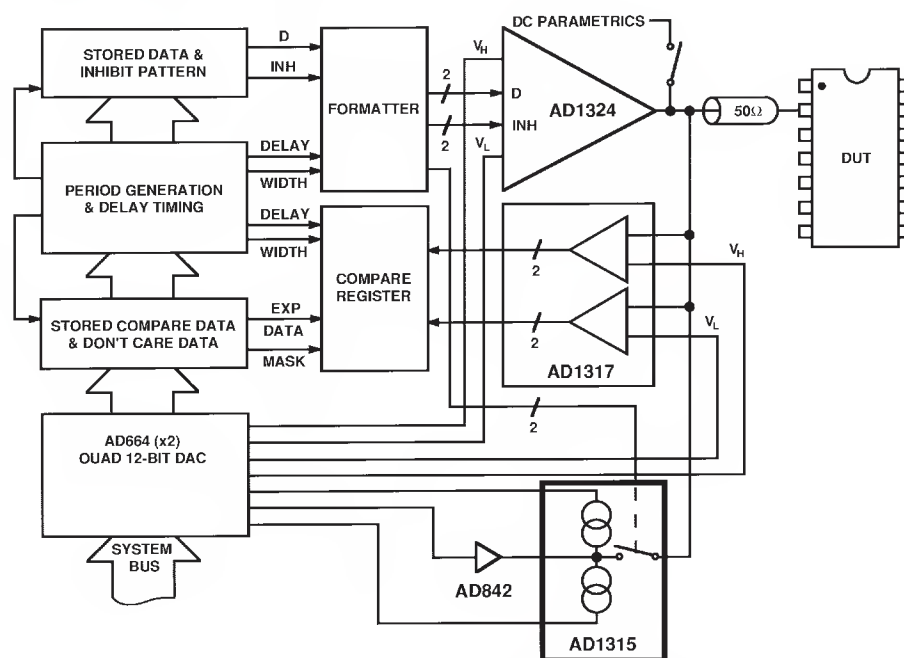 DC PARAMETRICS
STORED DATA &
INHIBIT PATTERN
D
INH
FORMATTER
2
2
VH
D
INH
VL
AD1324
50Ω
DUT
PERIOD GENERATION
& DELAY TIMING
DELAY
WIDTH
DELAY
WIDTH
COMPARE
REGISTER
2
2
VH
VL
AD1317
STORED COMPARE DATA
& DON'T CARE DATA
EXP
DATA
MASK
2
AD664 (x2)
OUAD 12-BIT DAC
SYSTEM
BUS
AD842
AD1315